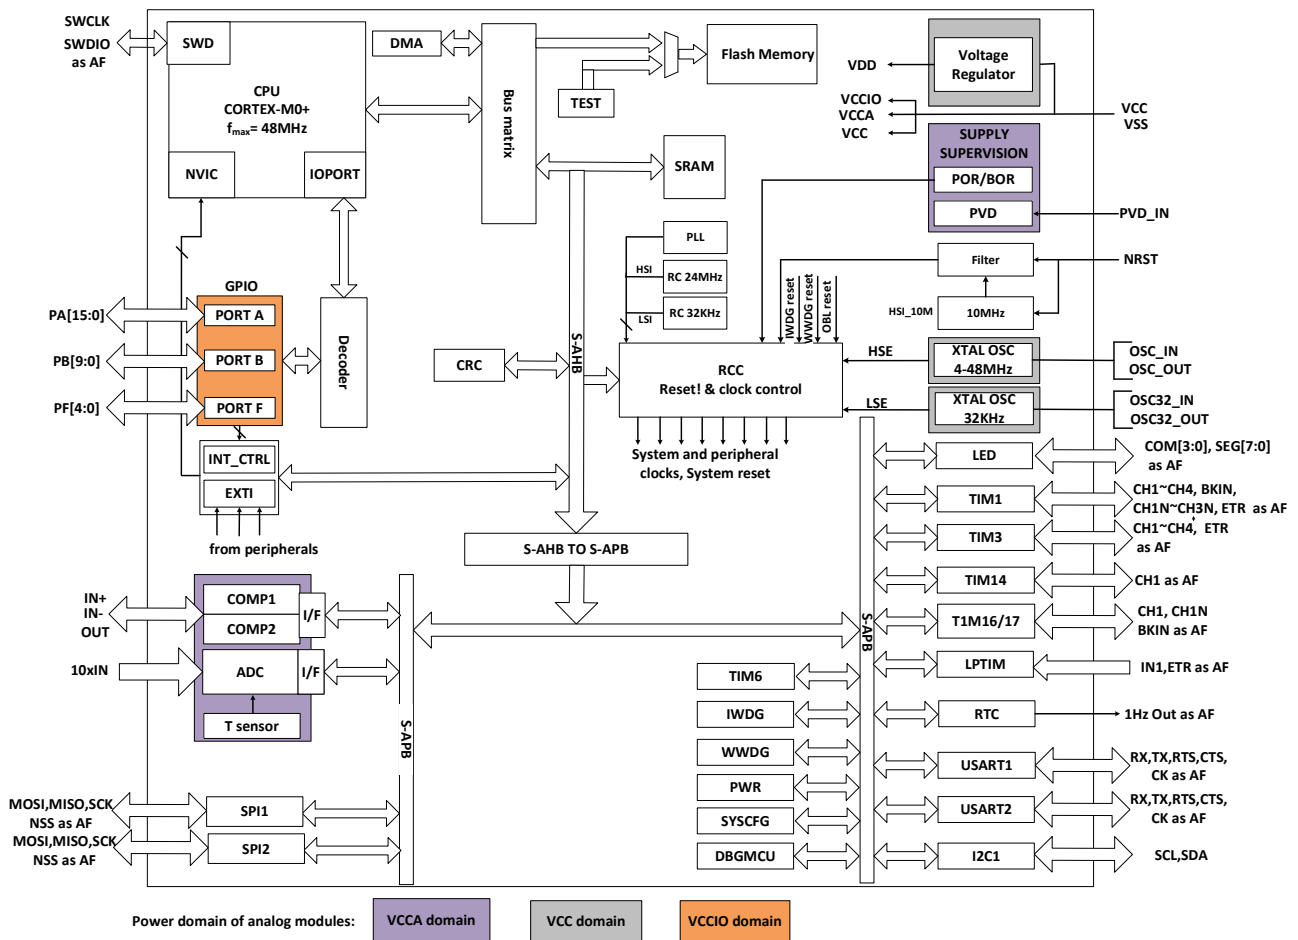 SWCLK
SWDIO
as AF
SWD
CPU
CORTEX-M0+
fmax= 48MHz
NVIC
IOPORT
DMA
Bus matrix
TEST
Flash Memory
SRAM
Voltage
Regulator
VDD
VCCIO
VCCA
VCC
VCC
VSS
SUPPLY
SUPERVISION
POR/BOR
PVD
PVD_IN
Filter
NRST
HSI_10M
10MHz
PLL
HSI
RC 24MHz
LSI
RC 32KHz
IWDG reset
WWDG reset
OBL reset
GPIO
PA[15:0]
PORT A
PB[9:0]
PORT B
PF[4:0]
PORT F
Decoder
CRC
S-AHB
RCC
Reset! & clock control
HSE
XTAL OSC
4-48MHz
OSC_IN
OSC_OUT
LSE
XTAL OSC
32KHz
OSC32_IN
OSC32_OUT
System and peripheral
clocks, System reset
INT_CTRL
EXTI
from peripherals
S-AHB TO S-APB
LED
COM[3:0], SEG[7:0]
as AF
TIM1
CH1~CH4, BKIN,
CH1N~CH3N, ETR as AF
TIM3
CH1~CH4, ETR
as AF
TIM14
CH1 as AF
T1M16/17
CH1, CH1N
BKIN as AF
LPTIM
IN1,ETR as AF
RTC
1Hz Out as AF
USART1
RX,TX,RTS,CTS,
CK as AF
USART2
RX,TX,RTS,CTS,
CK as AF
I2C1
SCL,SDA
S-APB
TIM6
IWDG
WWDG
PWR
SYSCFG
DBGMCU
IN+
IN-
OUT
COMP1
COMP2
I/F
10xIN
ADC
I/F
T sensor
S-APB
MOSI,MISO,SCK
NSS as AF
SPI1
MOSI,MISO,SCK
NSS as AF
SPI2
Power domain of analog modules:
VCCA domain
VCC domain
VCCIO domain